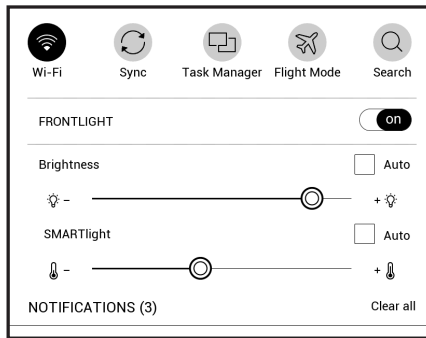 Wi-Fi Sync Task Manager Flight Mode Search
FRONTLIGHT on
Brightness Auto
– +
SMARTlight Auto
– +
NOTIFICATIONS (3) Clear all